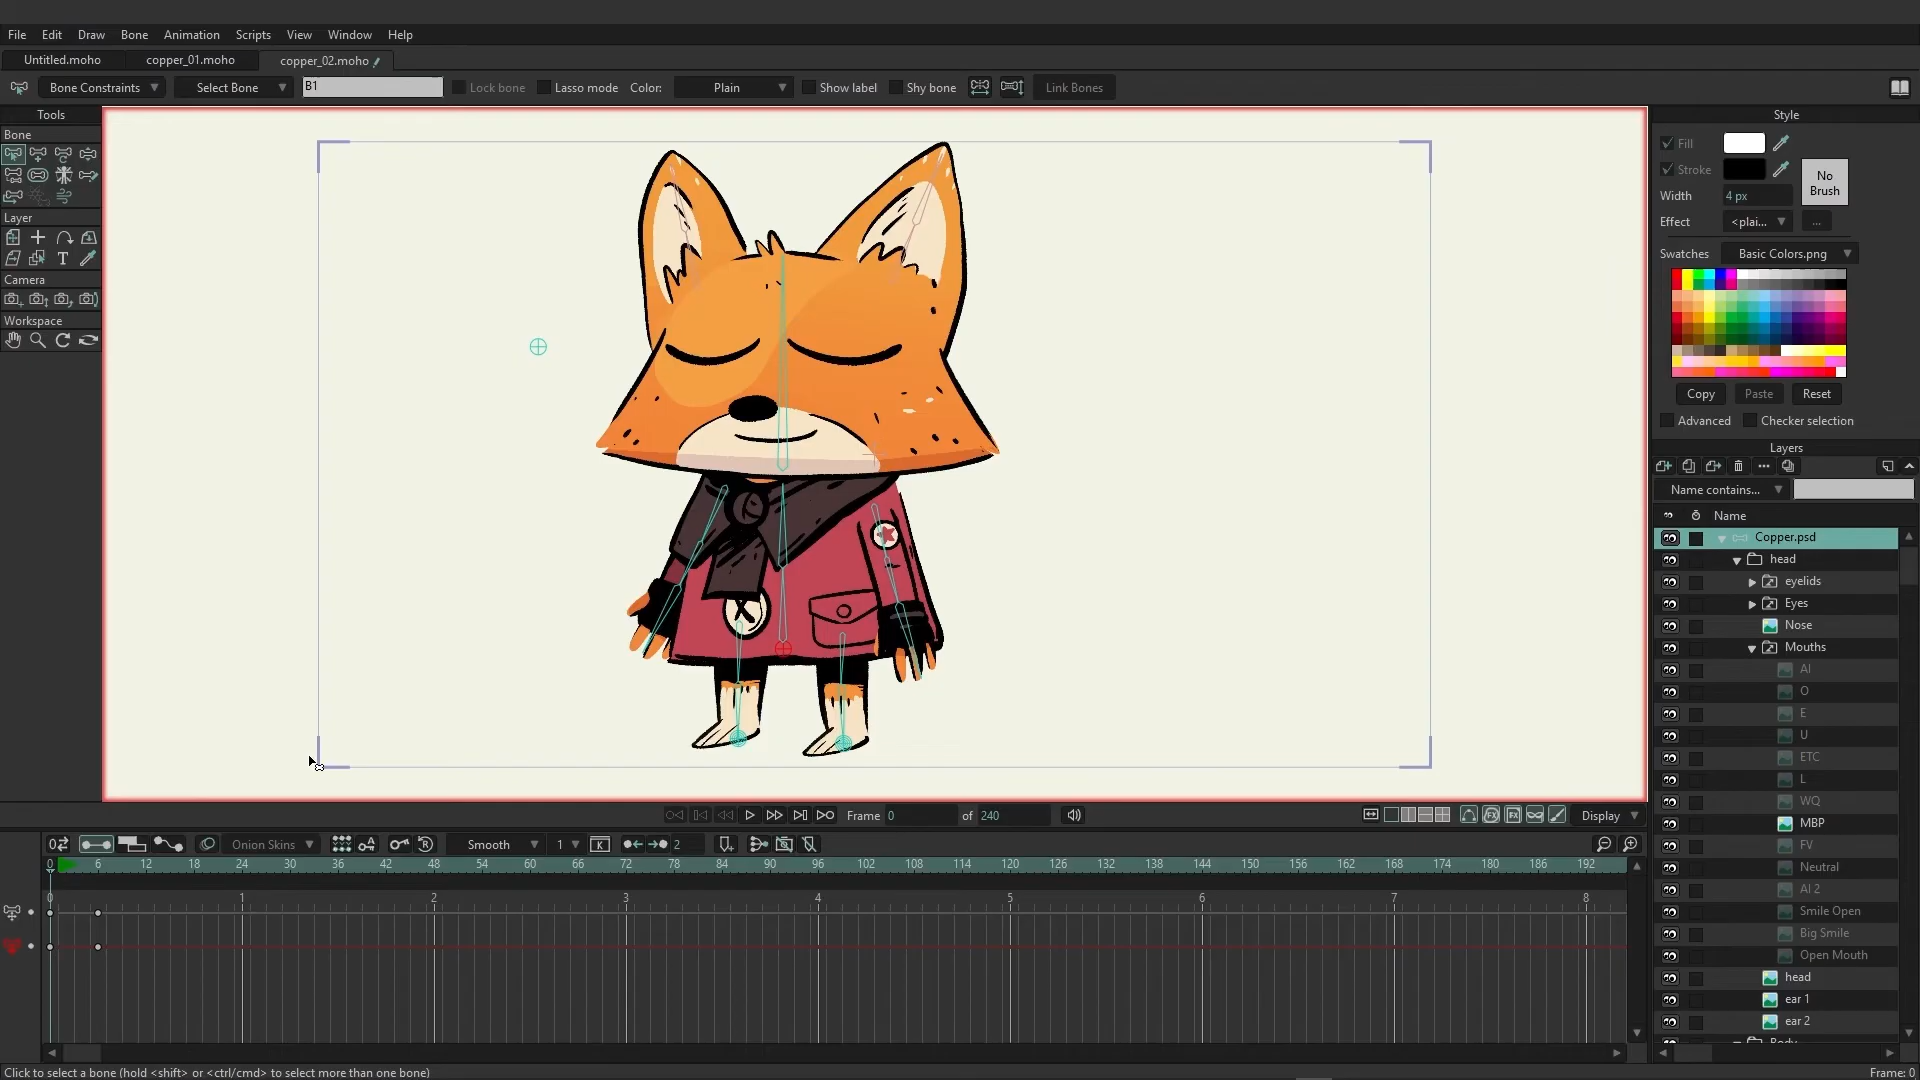 File Edit Draw Bone Animation Scripts View Window Help
Untitled.moho copper_01.moho copper_02.moho
Bone Constraints Select Bone B1 Lock bone Lasso mode Color: Plain Show label Shy bone Link Bones
Tools
Bone
Layer
Camera
Workspace
Style
Fill
Stroke
No Brush
Width 4 px
Effect <plai... ...
Swatches Basic Colors.png
Copy Paste Reset
Advanced Checker selection
Layers
Name contains...
Name
Copper.psd
head
eyelids
Eyes
Nose
Mouths
AI
O
E
U
ETC
L
WQ
MBP
FV
Neutral
AI 2
Smile Open
Big Smile
Open Mouth
head
ear 1
ear 2
Frame 0 of 240 Display
Onion Skins Smooth 1 2
0 6 12 18 24 30 36 42 48 54 60 66 72 78 84 90 96 102 108 114 120 126 132 138 144 150 156 162 168 174 180 186 192
0 1 2 3 4 5 6 7 8
Click to select a bone (hold <shift> or <ctrl/cmd> to select more than one bone) Frame: 0